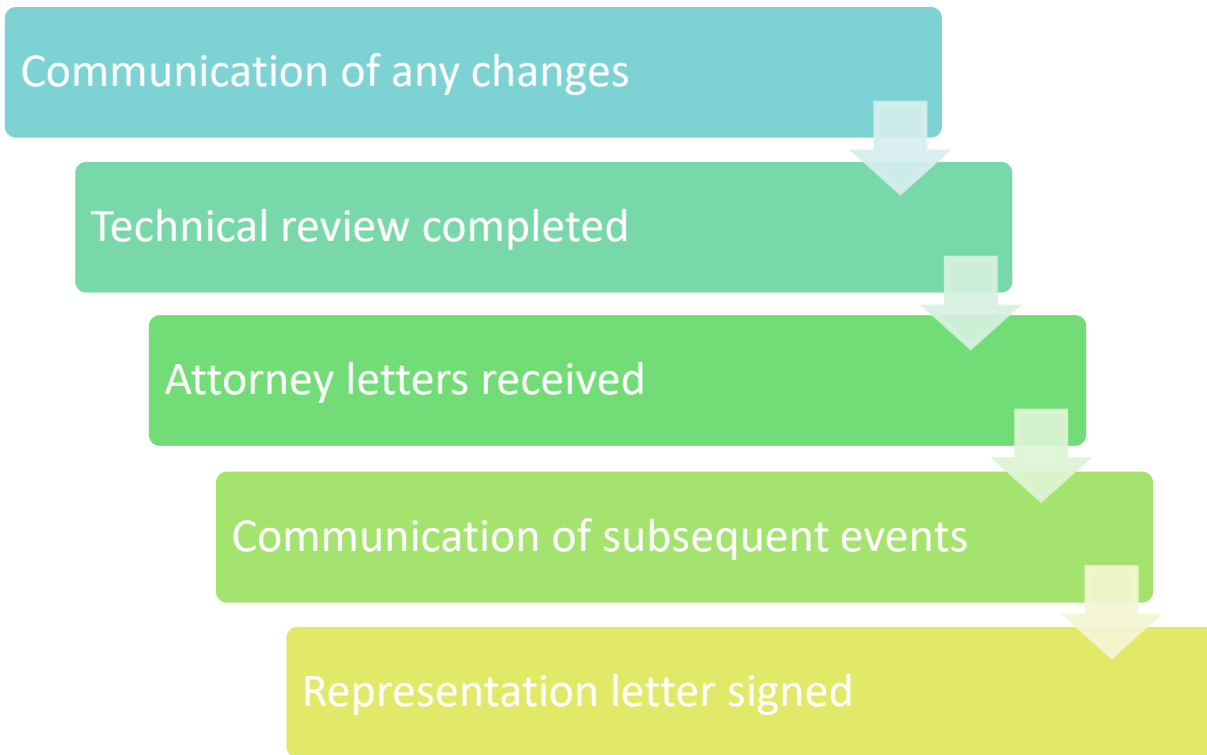 Communication of any changes
Technical review completed
Attorney letters received
Communication of subsequent events
Representation letter signed